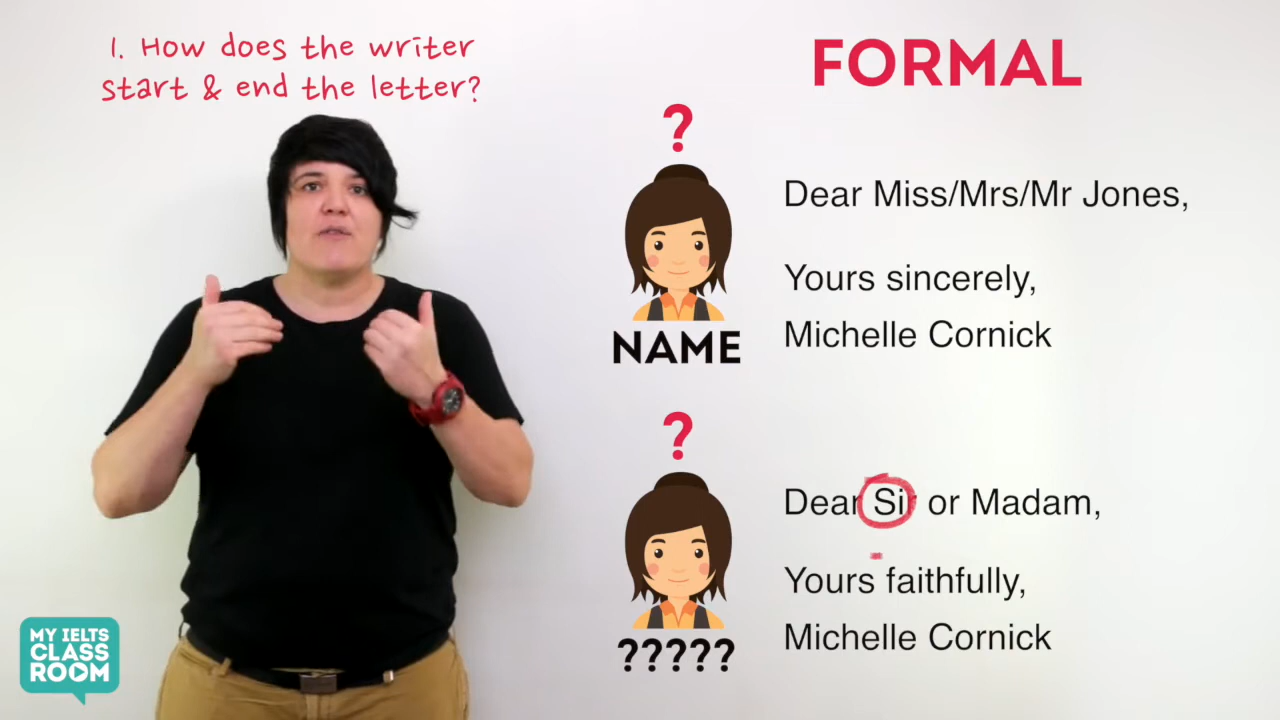 1. How does the writer
start & end the letter?
FORMAL
?
Dear Miss/Mrs/Mr Jones,
Yours sincerely,
NAME
Michelle Cornick
?
Dear Sir or Madam,
Yours faithfully,
Michelle Cornick
?????
MY IELTS
CLASS
ROOM